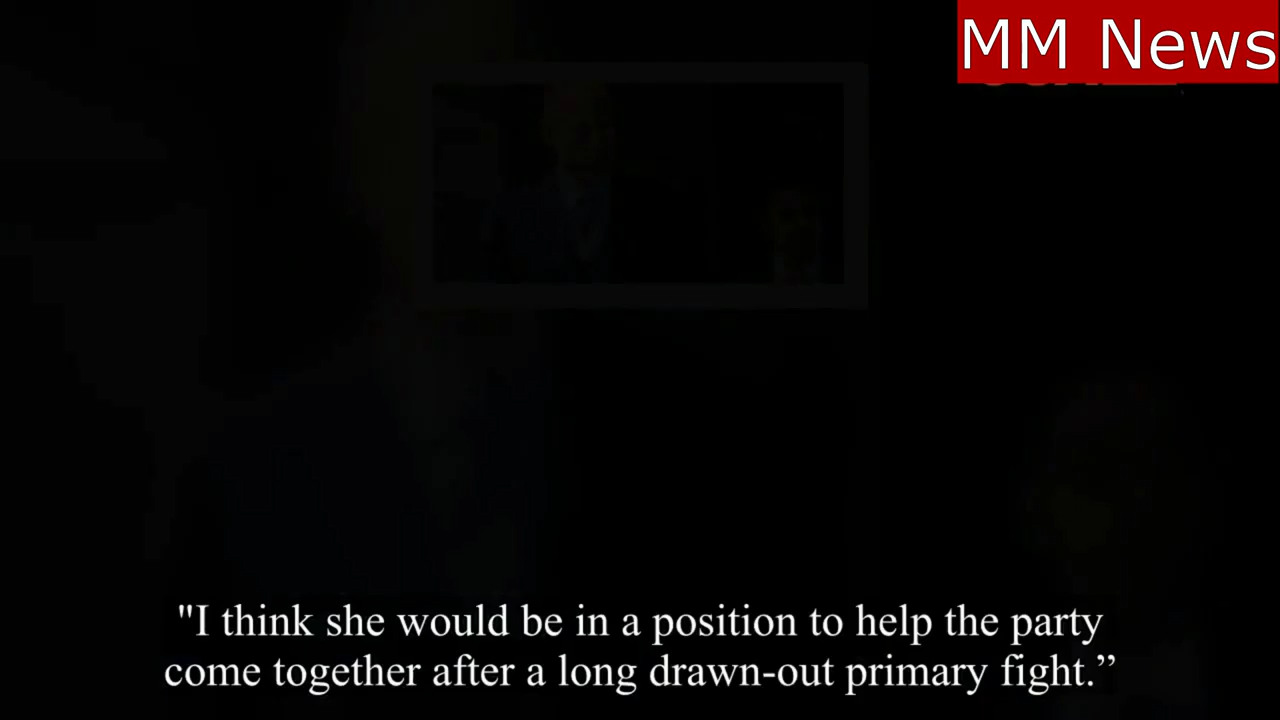 MM News
"I think she would be in a position to help the party
come together after a long drawn-out primary fight.”